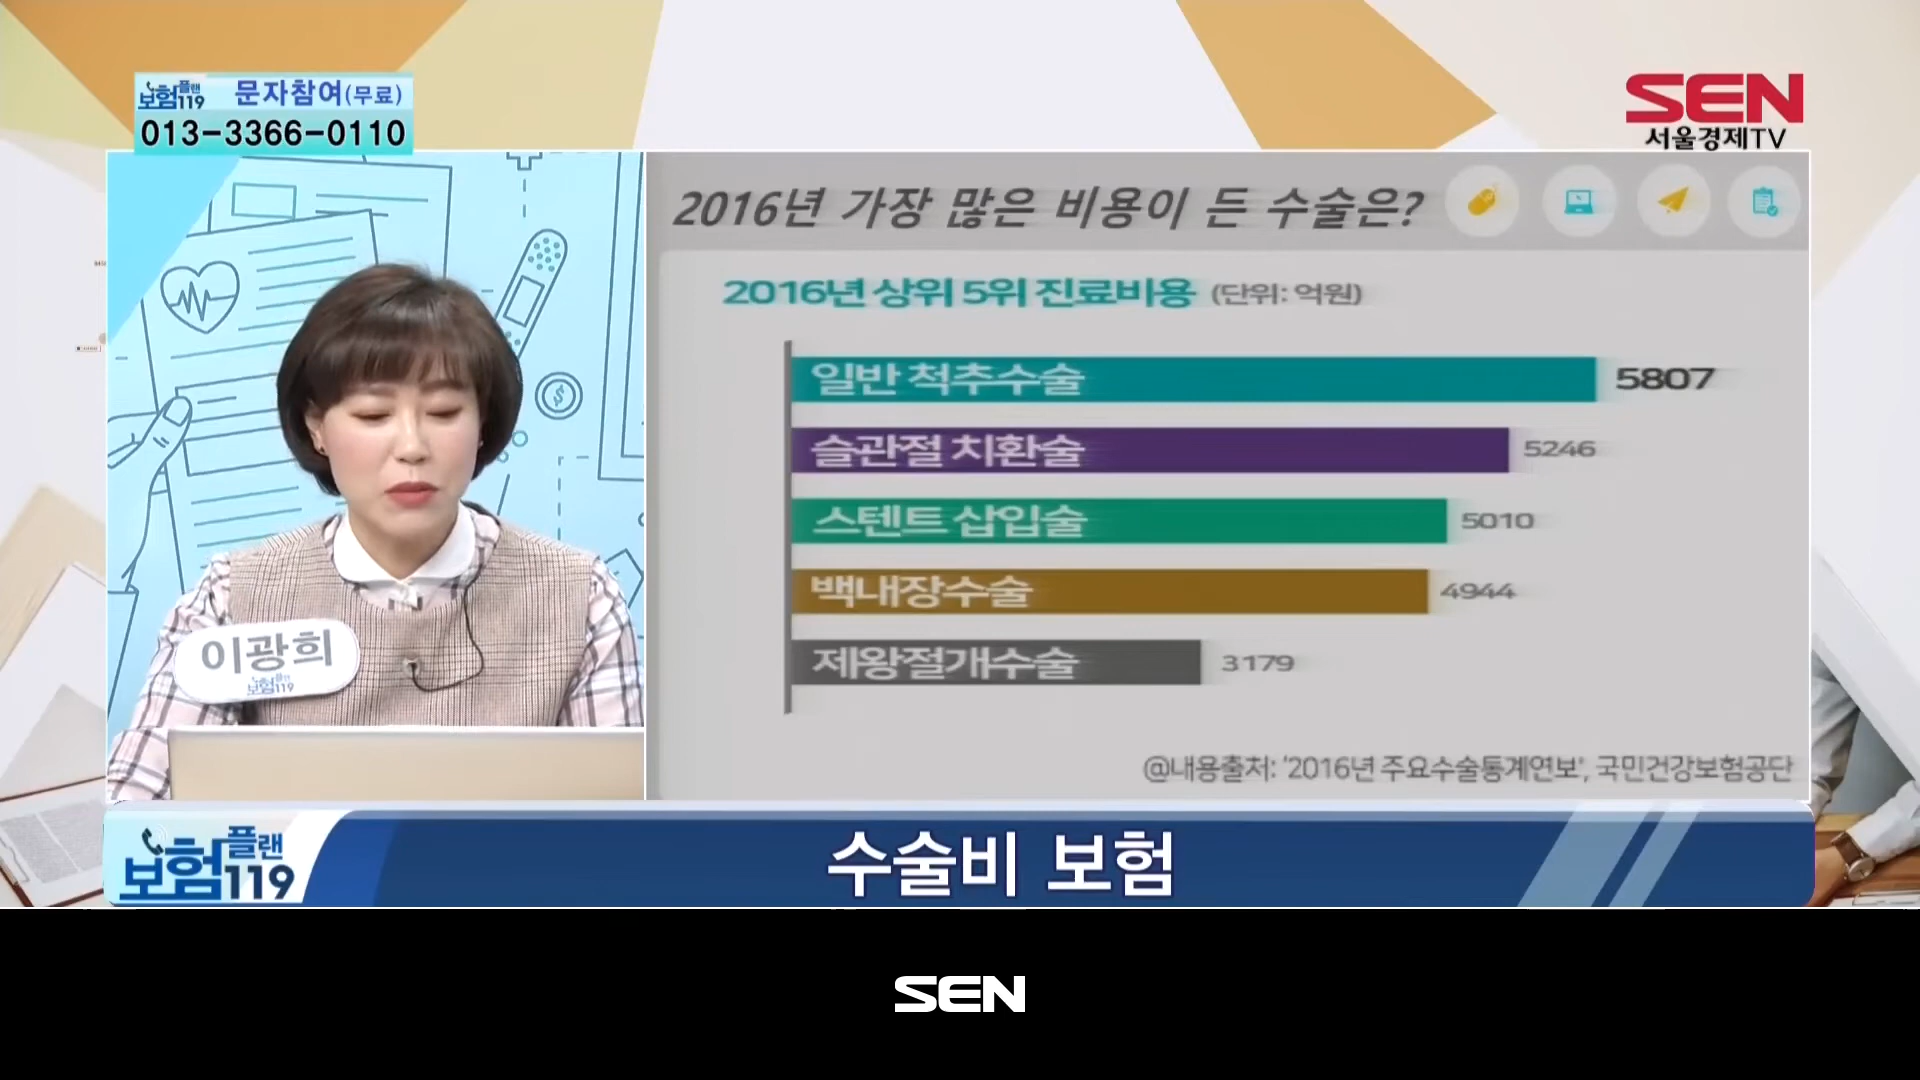 보험플랜119 문자참여(무료)
013-3366-0110
SEN
서울경제TV
2016년 가장 많은 비용이 든 수술은?
2016년 상위 5위 진료비용 (단위: 억원)
일반 척추수술 5807
슬관절 치환술 5246
스텐트 삽입술 5010
백내장수술 4944
제왕절개수술 3179
@내용출처: '2016년 주요수술통계연보', 국민건강보험공단
이광희
보험플랜119
보험플랜119
수술비 보험
SEN